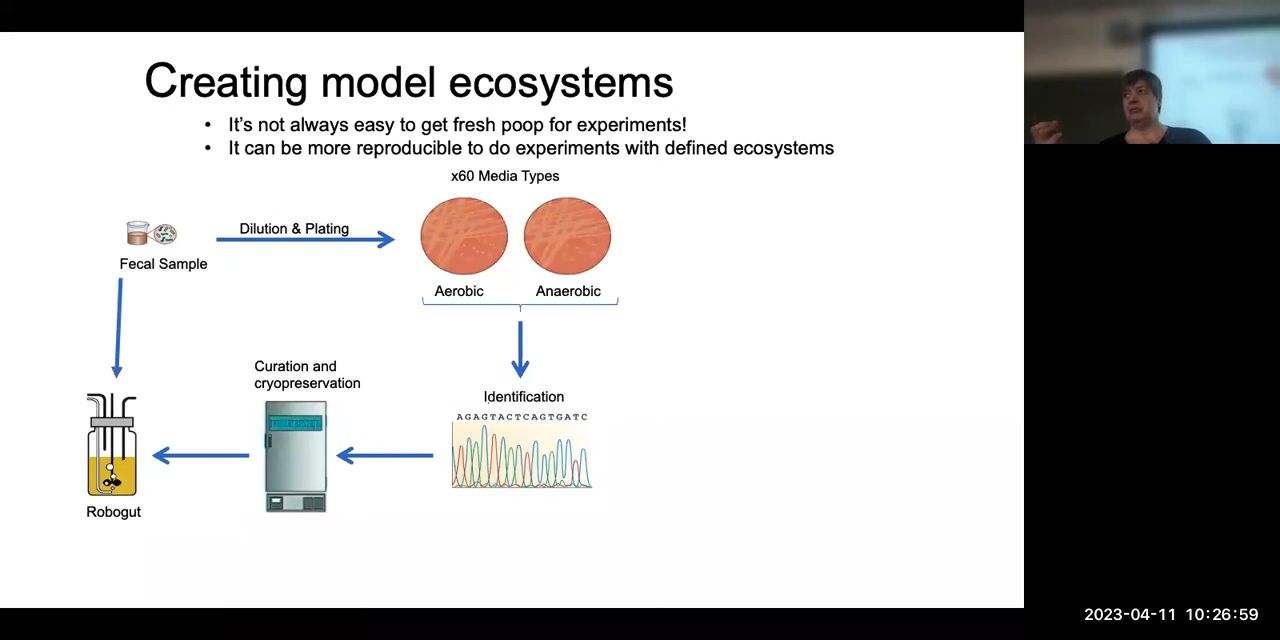 Creating model ecosystems
• It's not always easy to get fresh poop for experiments!
• It can be more reproducible to do experiments with defined ecosystems
x60 Media Types
Dilution & Plating
Fecal Sample
Aerobic
Anaerobic
Curation and
cryopreservation
Identification
AGAGTACTCAGTGATC
Robogut
2023-04-11 10:26:59